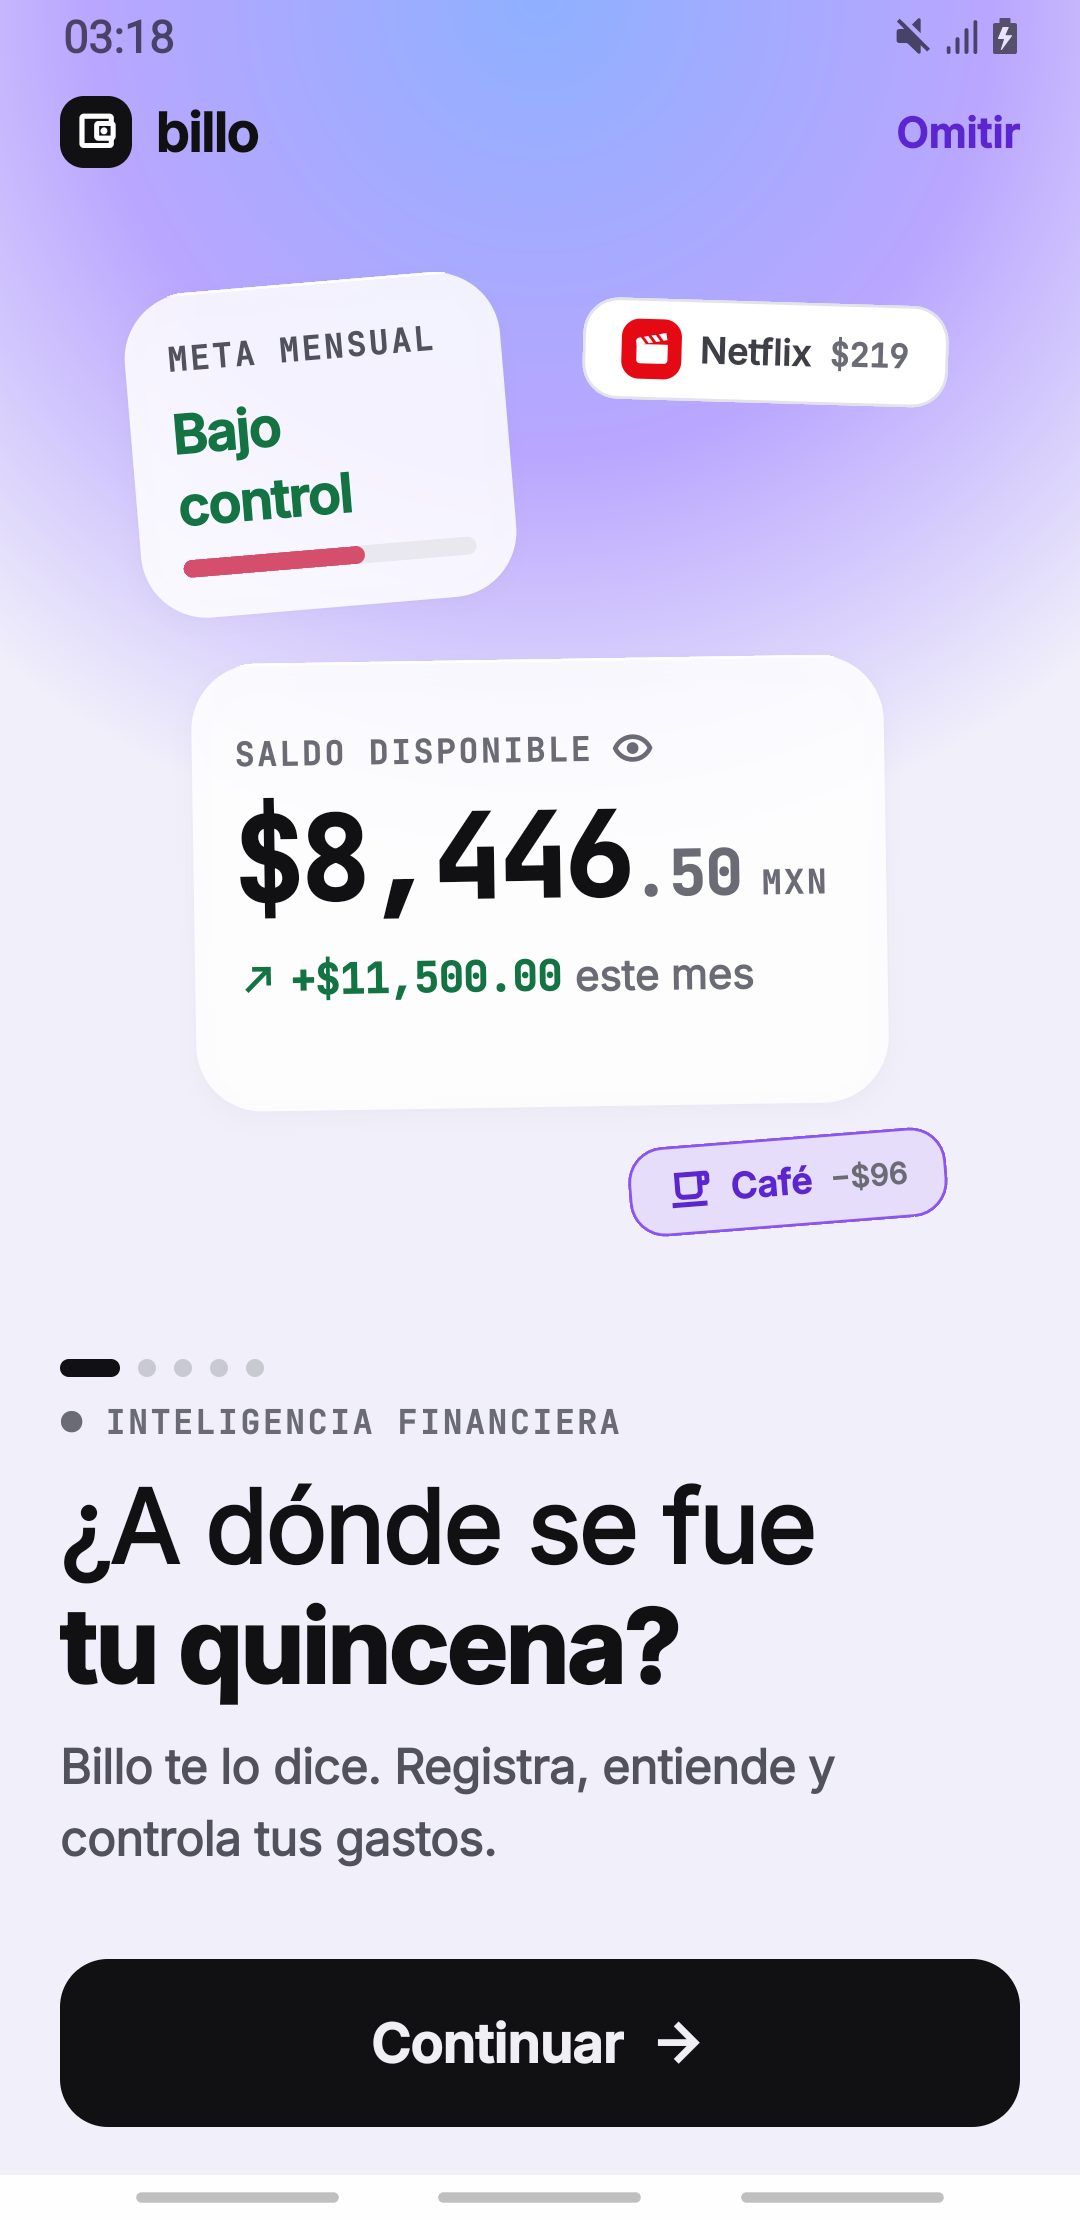 03:18
billo
Omitir
META MENSUAL
Bajo
control
Netflix $219
SALDO DISPONIBLE
$8,446.50 MXN
+$11,500.00 este mes
Café −$96
INTELIGENCIA FINANCIERA
¿A dónde se fue
tu quincena?
Billo te lo dice. Registra, entiende y
controla tus gastos.
Continuar →